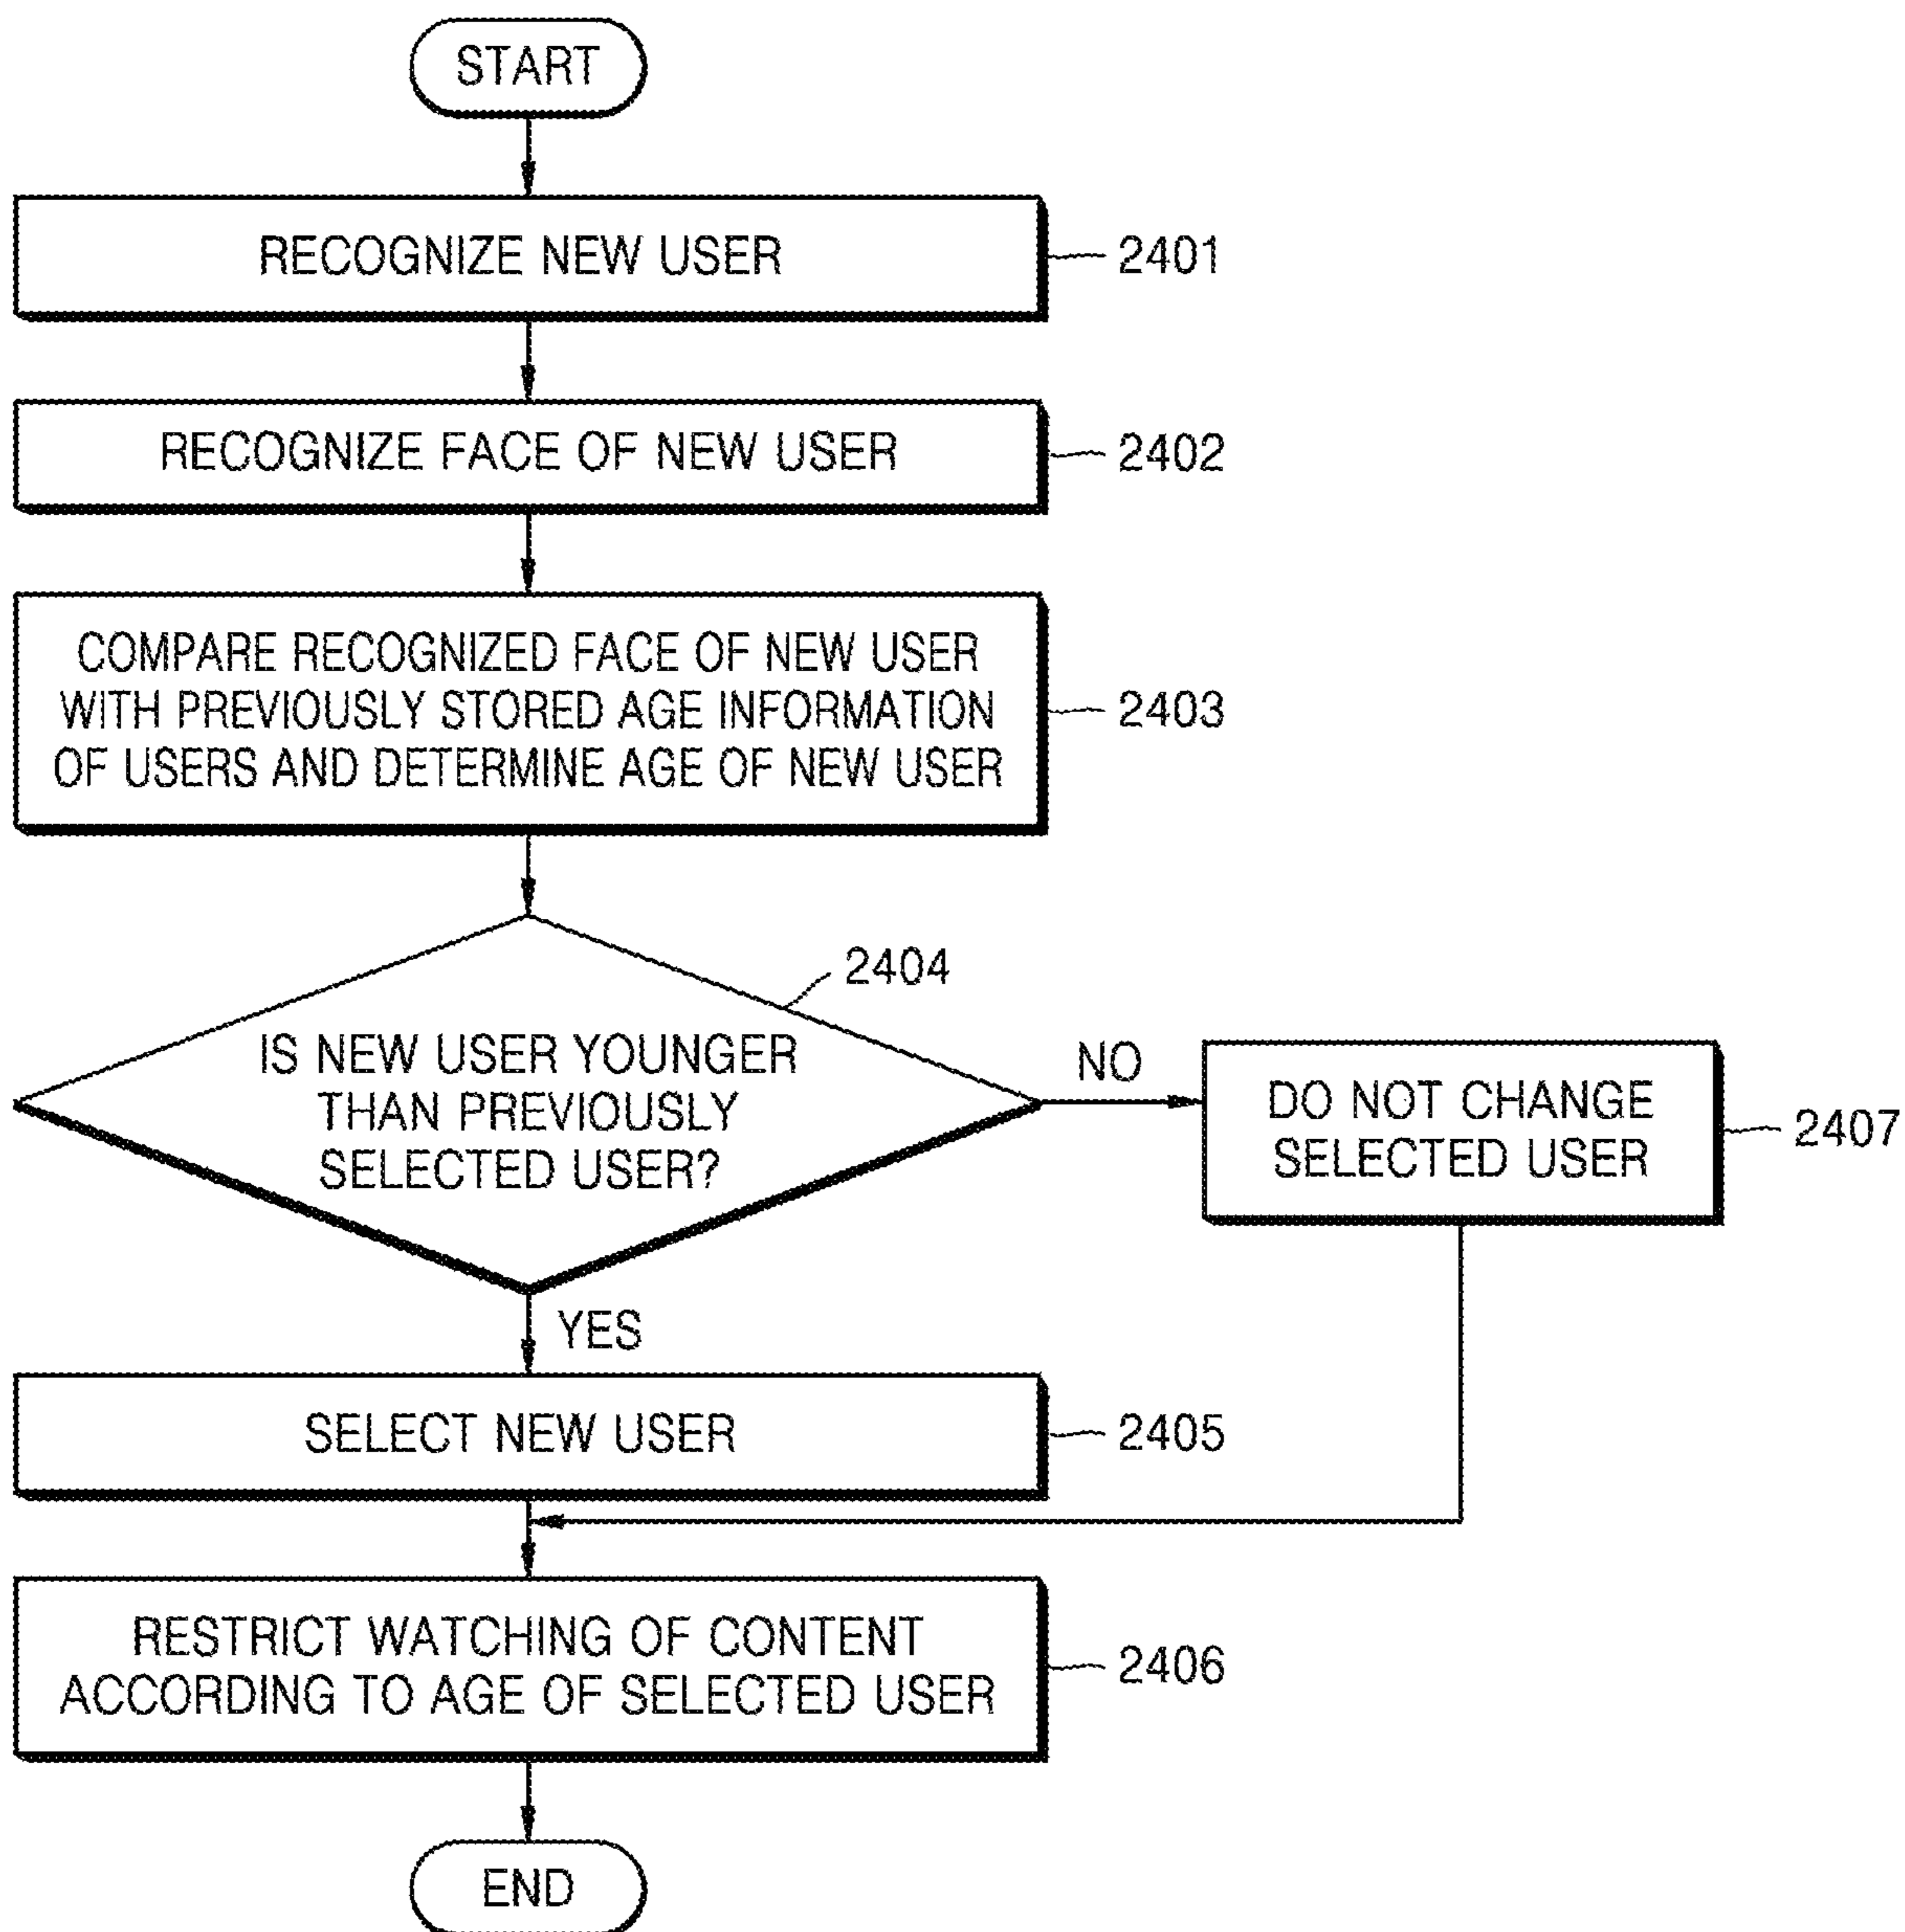 START
RECOGNIZE NEW USER
2401
RECOGNIZE FACE OF NEW USER
2402
COMPARE RECOGNIZED FACE OF NEW USER
WITH PREVIOUSLY STORED AGE INFORMATION
OF USERS AND DETERMINE AGE OF NEW USER
2403
2404
IS NEW USER YOUNGER
THAN PREVIOUSLY
SELECTED USER?
NO
DO NOT CHANGE
SELECTED USER
2407
YES
SELECT NEW USER
2405
RESTRICT WATCHING OF CONTENT
ACCORDING TO AGE OF SELECTED USER
2406
END